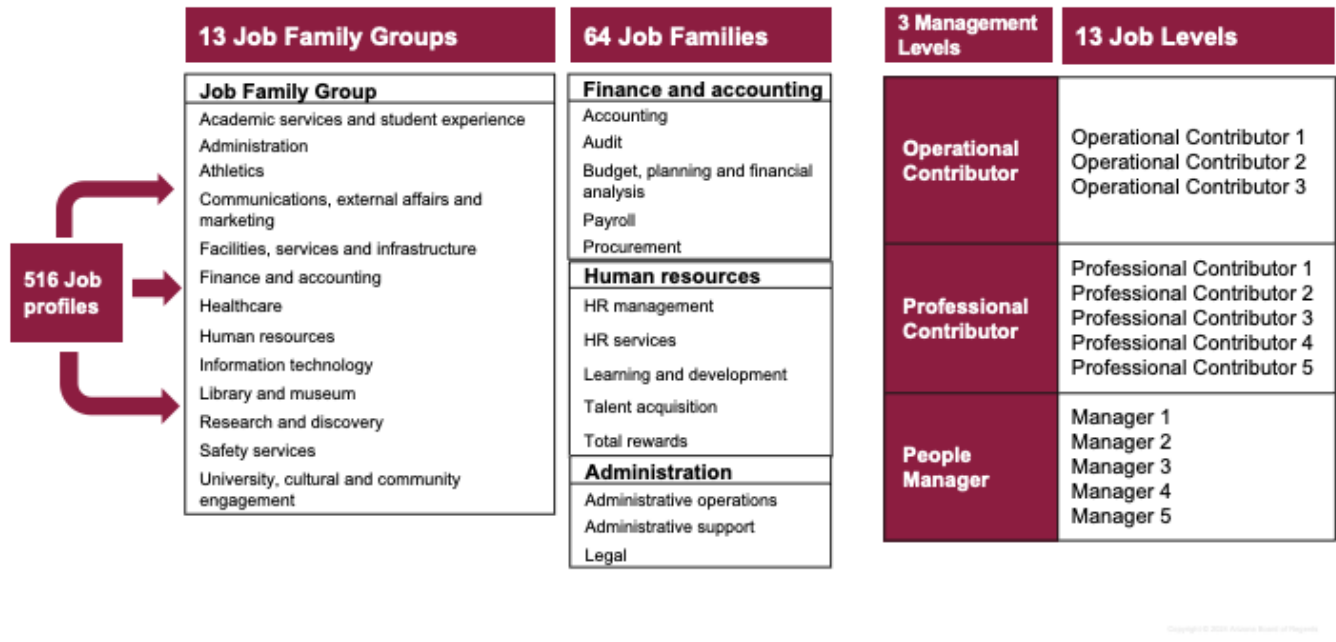 516 Job
profiles
13 Job Family Groups
Job Family Group
Academic services and student experience
Administration
Athletics
Communications, external affairs and
marketing
Facilities, services and infrastructure
Finance and accounting
Healthcare
Human resources
Information technology
Library and museum
Research and discovery
Safety services
University, cultural and community
engagement
64 Job Families
Finance and accounting
Accounting
Audit
Budget, planning and financial
analysis
Payroll
Procurement
Human resources
HR management
HR services
Learning and development
Talent acquisition
Total rewards
Administration
Administrative operations
Administrative support
Legal
3 Management
Levels
13 Job Levels
Operational
Contributor
Operational Contributor 1
Operational Contributor 2
Operational Contributor 3
Professional
Contributor
Professional Contributor 1
Professional Contributor 2
Professional Contributor 3
Professional Contributor 4
Professional Contributor 5
People
Manager
Manager 1
Manager 2
Manager 3
Manager 4
Manager 5
Copyright © Arizona Board of Regents